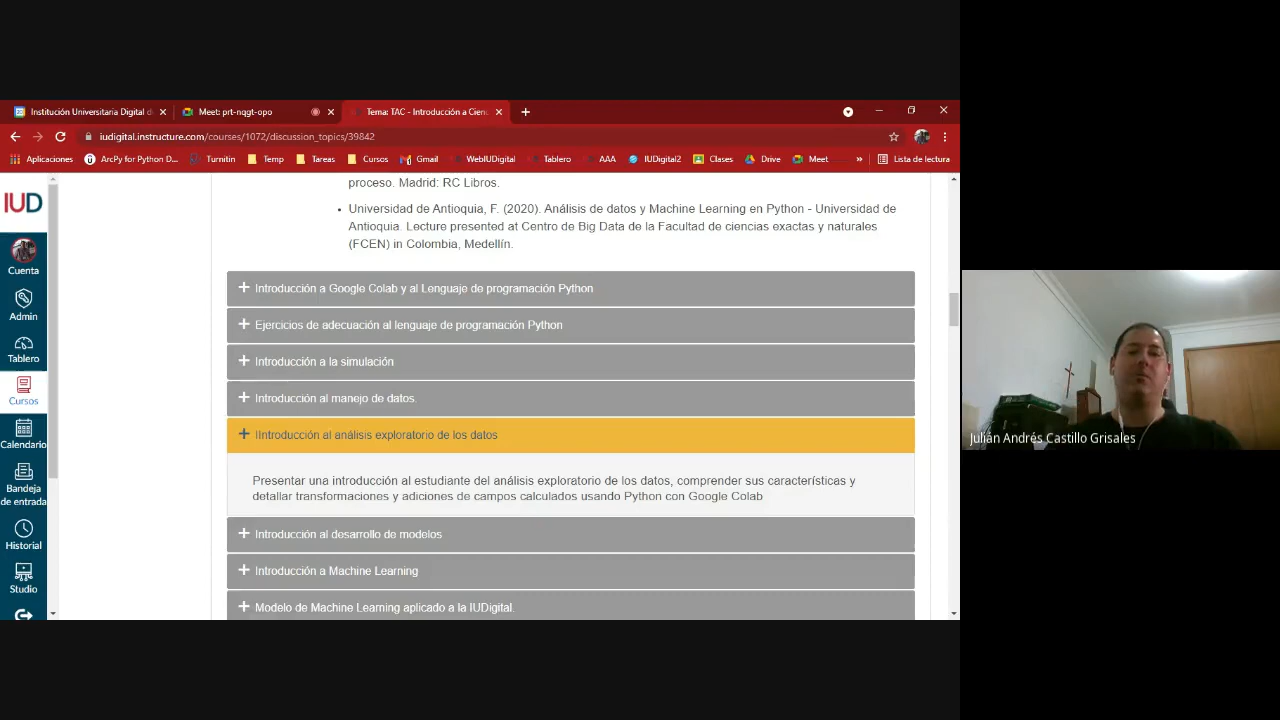 Institución Universitaria Digital d
Meet: prt-nqgt-opo
Tema: TAC - Introducción a Cien
iudigital.instructure.com/courses/1072/discussion_topics/39842
Aplicaciones
ArcPy for Python D...
Turnitin
Temp
Tareas
Cursos
Gmail
WebIUDigital
Tablero
AAA
IUDigital2
Clases
Drive
Meet
»
Lista de lectura
IUD
Cuenta
Admin
Tablero
Cursos
Calendario
Bandeja
de entrada
Historial
Studio
proceso. Madrid: RC Libros.
• Universidad de Antioquia, F. (2020). Análisis de datos y Machine Learning en Python - Universidad de
Antioquia. Lecture presented at Centro de Big Data de la Facultad de ciencias exactas y naturales
(FCEN) in Colombia, Medellín.
Introducción a Google Colab y al Lenguaje de programación Python
Ejercicios de adecuación al lenguaje de programación Python
Introducción a la simulación
Introducción al manejo de datos.
IIntroducción al análisis exploratorio de los datos
Presentar una introducción al estudiante del análisis exploratorio de los datos, comprender sus características y
detallar transformaciones y adiciones de campos calculados usando Python con Google Colab
Introducción al desarrollo de modelos
Introducción a Machine Learning
Modelo de Machine Learning aplicado a la IUDigital.
Julián Andrés Castillo Grisales